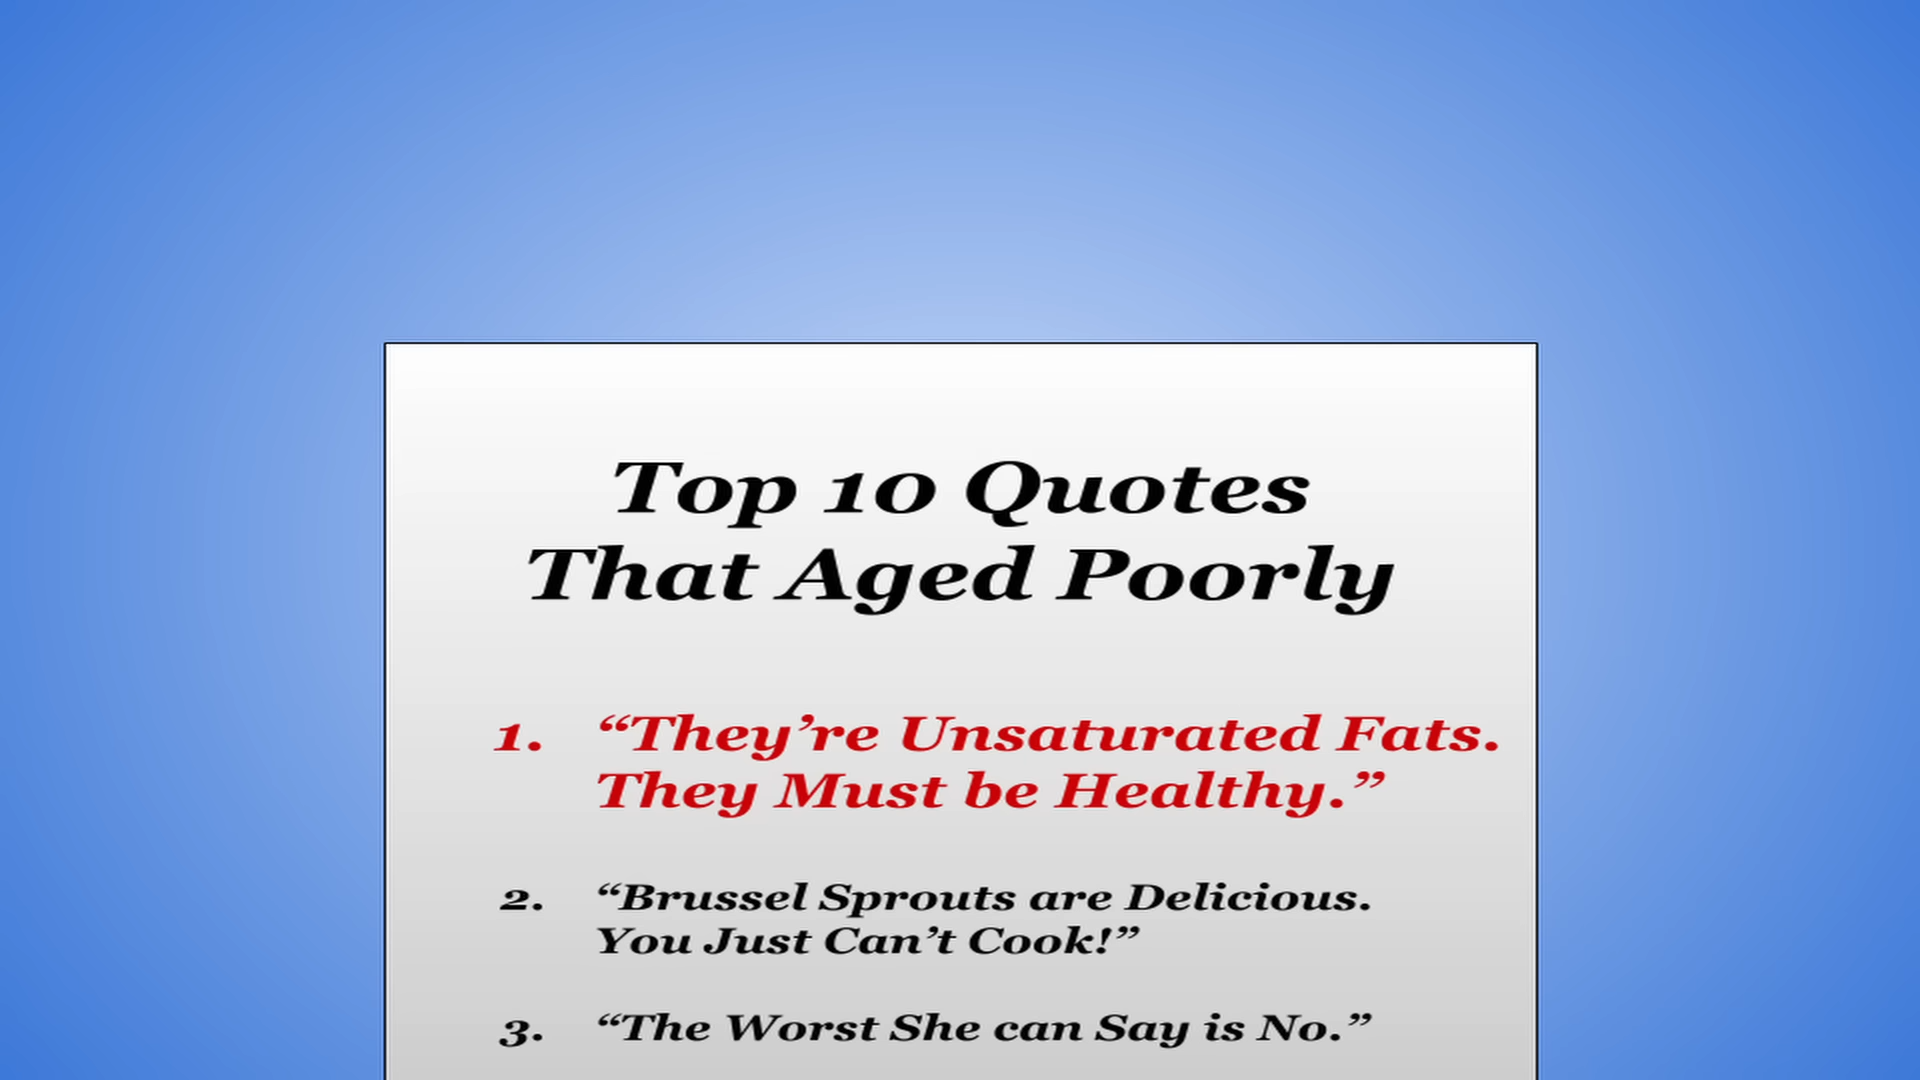 Top 10 Quotes
That Aged Poorly
1. “They’re Unsaturated Fats.
They Must be Healthy.”
2. “Brussel Sprouts are Delicious.
You Just Can’t Cook!”
3. “The Worst She can Say is No.”